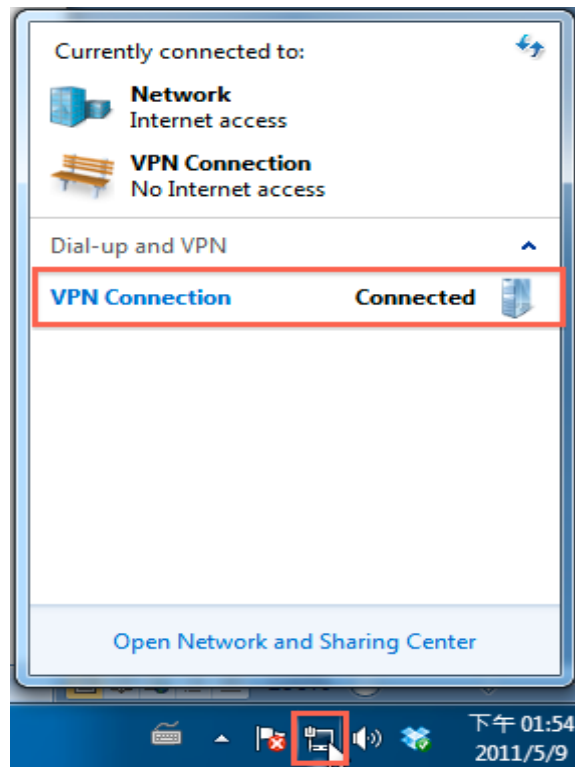 Currently connected to:
Network
Internet access
VPN Connection
No Internet access
Dial-up and VPN
VPN Connection Connected
Open Network and Sharing Center
下午 01:54
2011/5/9